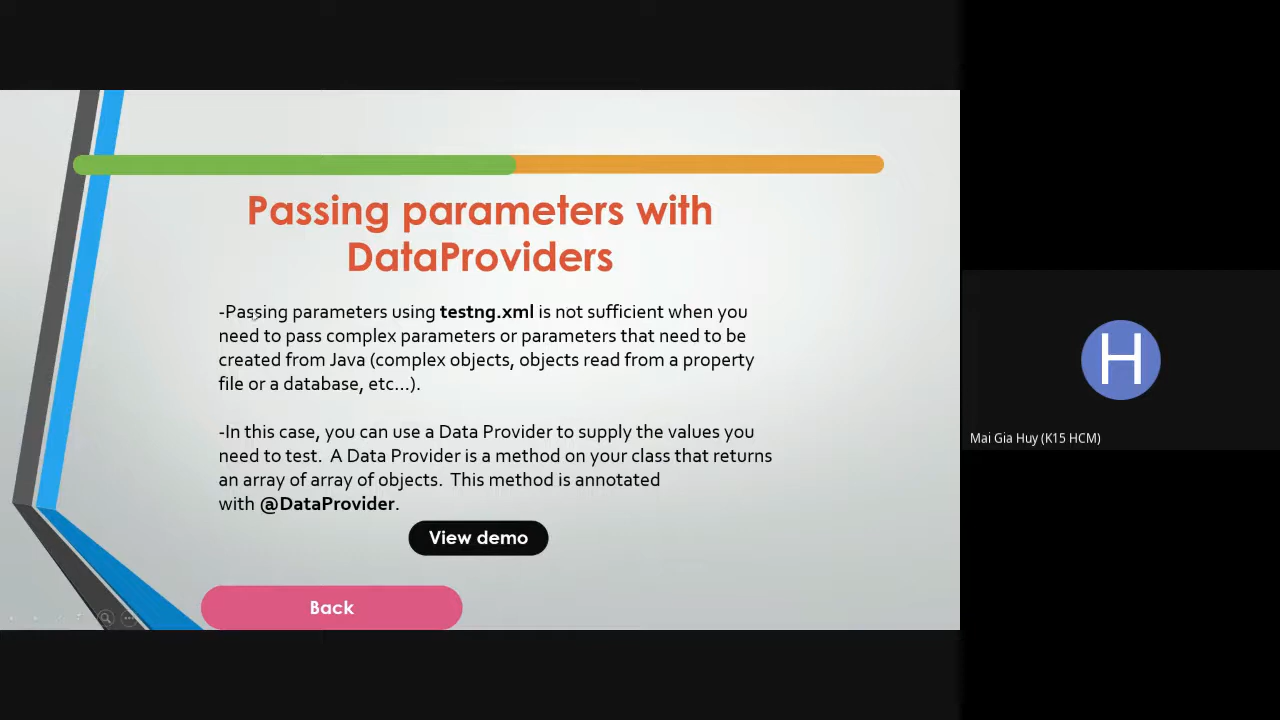 Passing parameters with
DataProviders
-Passing parameters using testng.xml is not sufficient when you
need to pass complex parameters or parameters that need to be
created from Java (complex objects, objects read from a property
file or a database, etc...).
-In this case, you can use a Data Provider to supply the values you
need to test.  A Data Provider is a method on your class that returns
an array of array of objects.  This method is annotated
with @DataProvider.
View demo
Back
H
Mai Gia Huy (K15 HCM)